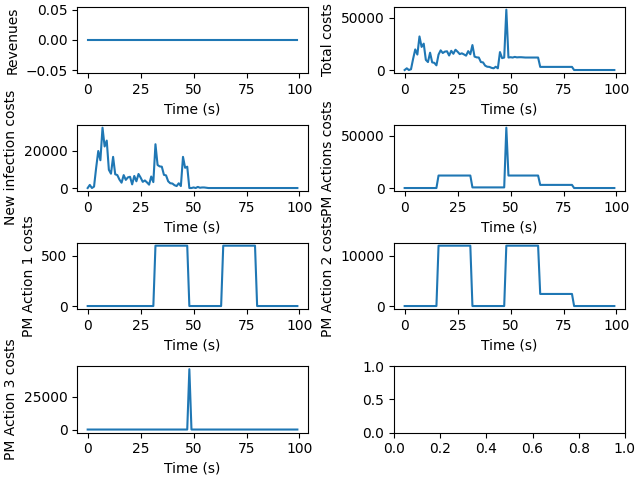 Revenues
0.05
0.00
−0.05
0 25 50 75 100
Time (s)
Total costs
50000
0
0 25 50 75 100
Time (s)
New infection costs
20000
0
0 25 50 75 100
Time (s)
PM Actions costs
50000
0
0 25 50 75 100
Time (s)
PM Action 1 costs
500
0
0 25 50 75 100
Time (s)
PM Action 2 costs
10000
0
0 25 50 75 100
Time (s)
PM Action 3 costs
25000
0
0 25 50 75 100
Time (s)
1.0
0.5
0.0
0.0 0.2 0.4 0.6 0.8 1.0